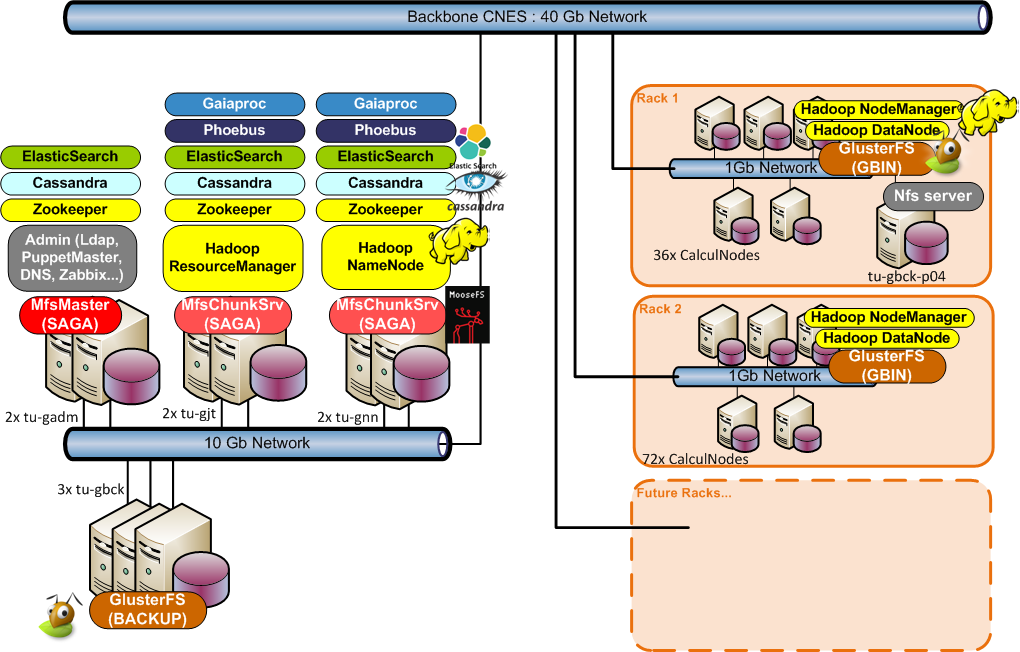 Backbone CNES : 40 Gb Network
Gaiaproc
Phoebus
ElasticSearch
Cassandra
Zookeeper
Hadoop
ResourceManager
MfsChunkSrv
(SAGA)
2x tu-gjt
Gaiaproc
Phoebus
ElasticSearch
Cassandra
Zookeeper
Hadoop
NameNode
MfsChunkSrv
(SAGA)
2x tu-gnn
Elastic Search
cassandra
MooseFS
ElasticSearch
Cassandra
Zookeeper
Admin (Ldap,
PuppetMaster,
DNS, Zabbix...)
MfsMaster
(SAGA)
2x tu-gadm
10 Gb Network
3x tu-gbck
GlusterFS
(BACKUP)
Rack 1
Hadoop NodeManager
Hadoop DataNode
GlusterFS
(GBIN)
1Gb Network
Nfs server
36x CalculNodes
tu-gbck-p04
Rack 2
Hadoop NodeManager
Hadoop DataNode
GlusterFS
(GBIN)
1Gb Network
72x CalculNodes
Future Racks...